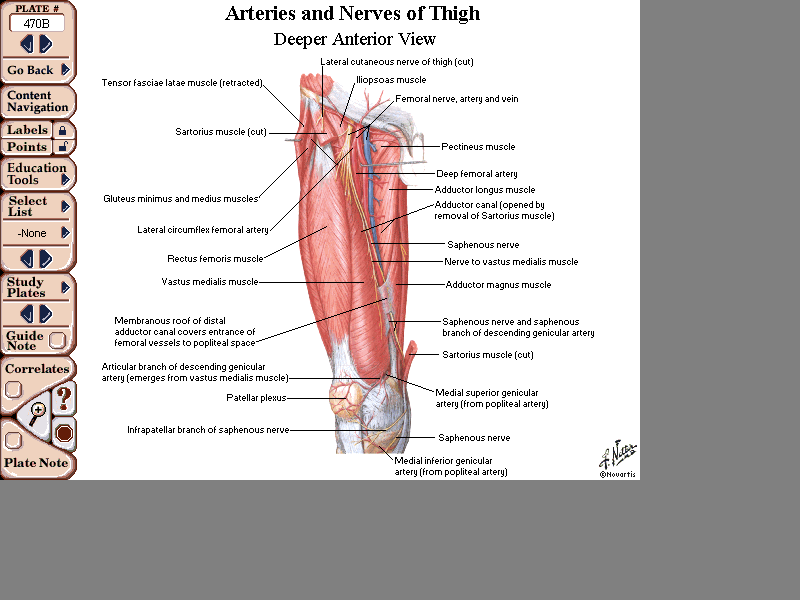 PLATE #
470B
Go Back
Content
Navigation
Labels
Points
Education
Tools
Select
List
-None
Study
Plates
Guide
Note
Correlates
?
Plate Note
Arteries and Nerves of Thigh
Deeper Anterior View
Lateral cutaneous nerve of thigh (cut)
Tensor fasciae latae muscle (retracted)
Iliopsoas muscle
Femoral nerve, artery and vein
Sartorius muscle (cut)
Pectineus muscle
Deep femoral artery
Adductor longus muscle
Gluteus minimus and medius muscles
Adductor canal (opened by
removal of Sartorius muscle)
Lateral circumflex femoral artery
Saphenous nerve
Rectus femoris muscle
Nerve to vastus medialis muscle
Vastus medialis muscle
Adductor magnus muscle
Membranous roof of distal
adductor canal covers entrance of
femoral vessels to popliteal space
Saphenous nerve and saphenous
branch of descending genicular artery
Sartorius muscle (cut)
Articular branch of descending genicular
artery (emerges from vastus medialis muscle)
Medial superior genicular
artery (from popliteal artery)
Patellar plexus
Infrapatellar branch of saphenous nerve
Saphenous nerve
Medial inferior genicular
artery (from popliteal artery)
F. Netter
©Novartis